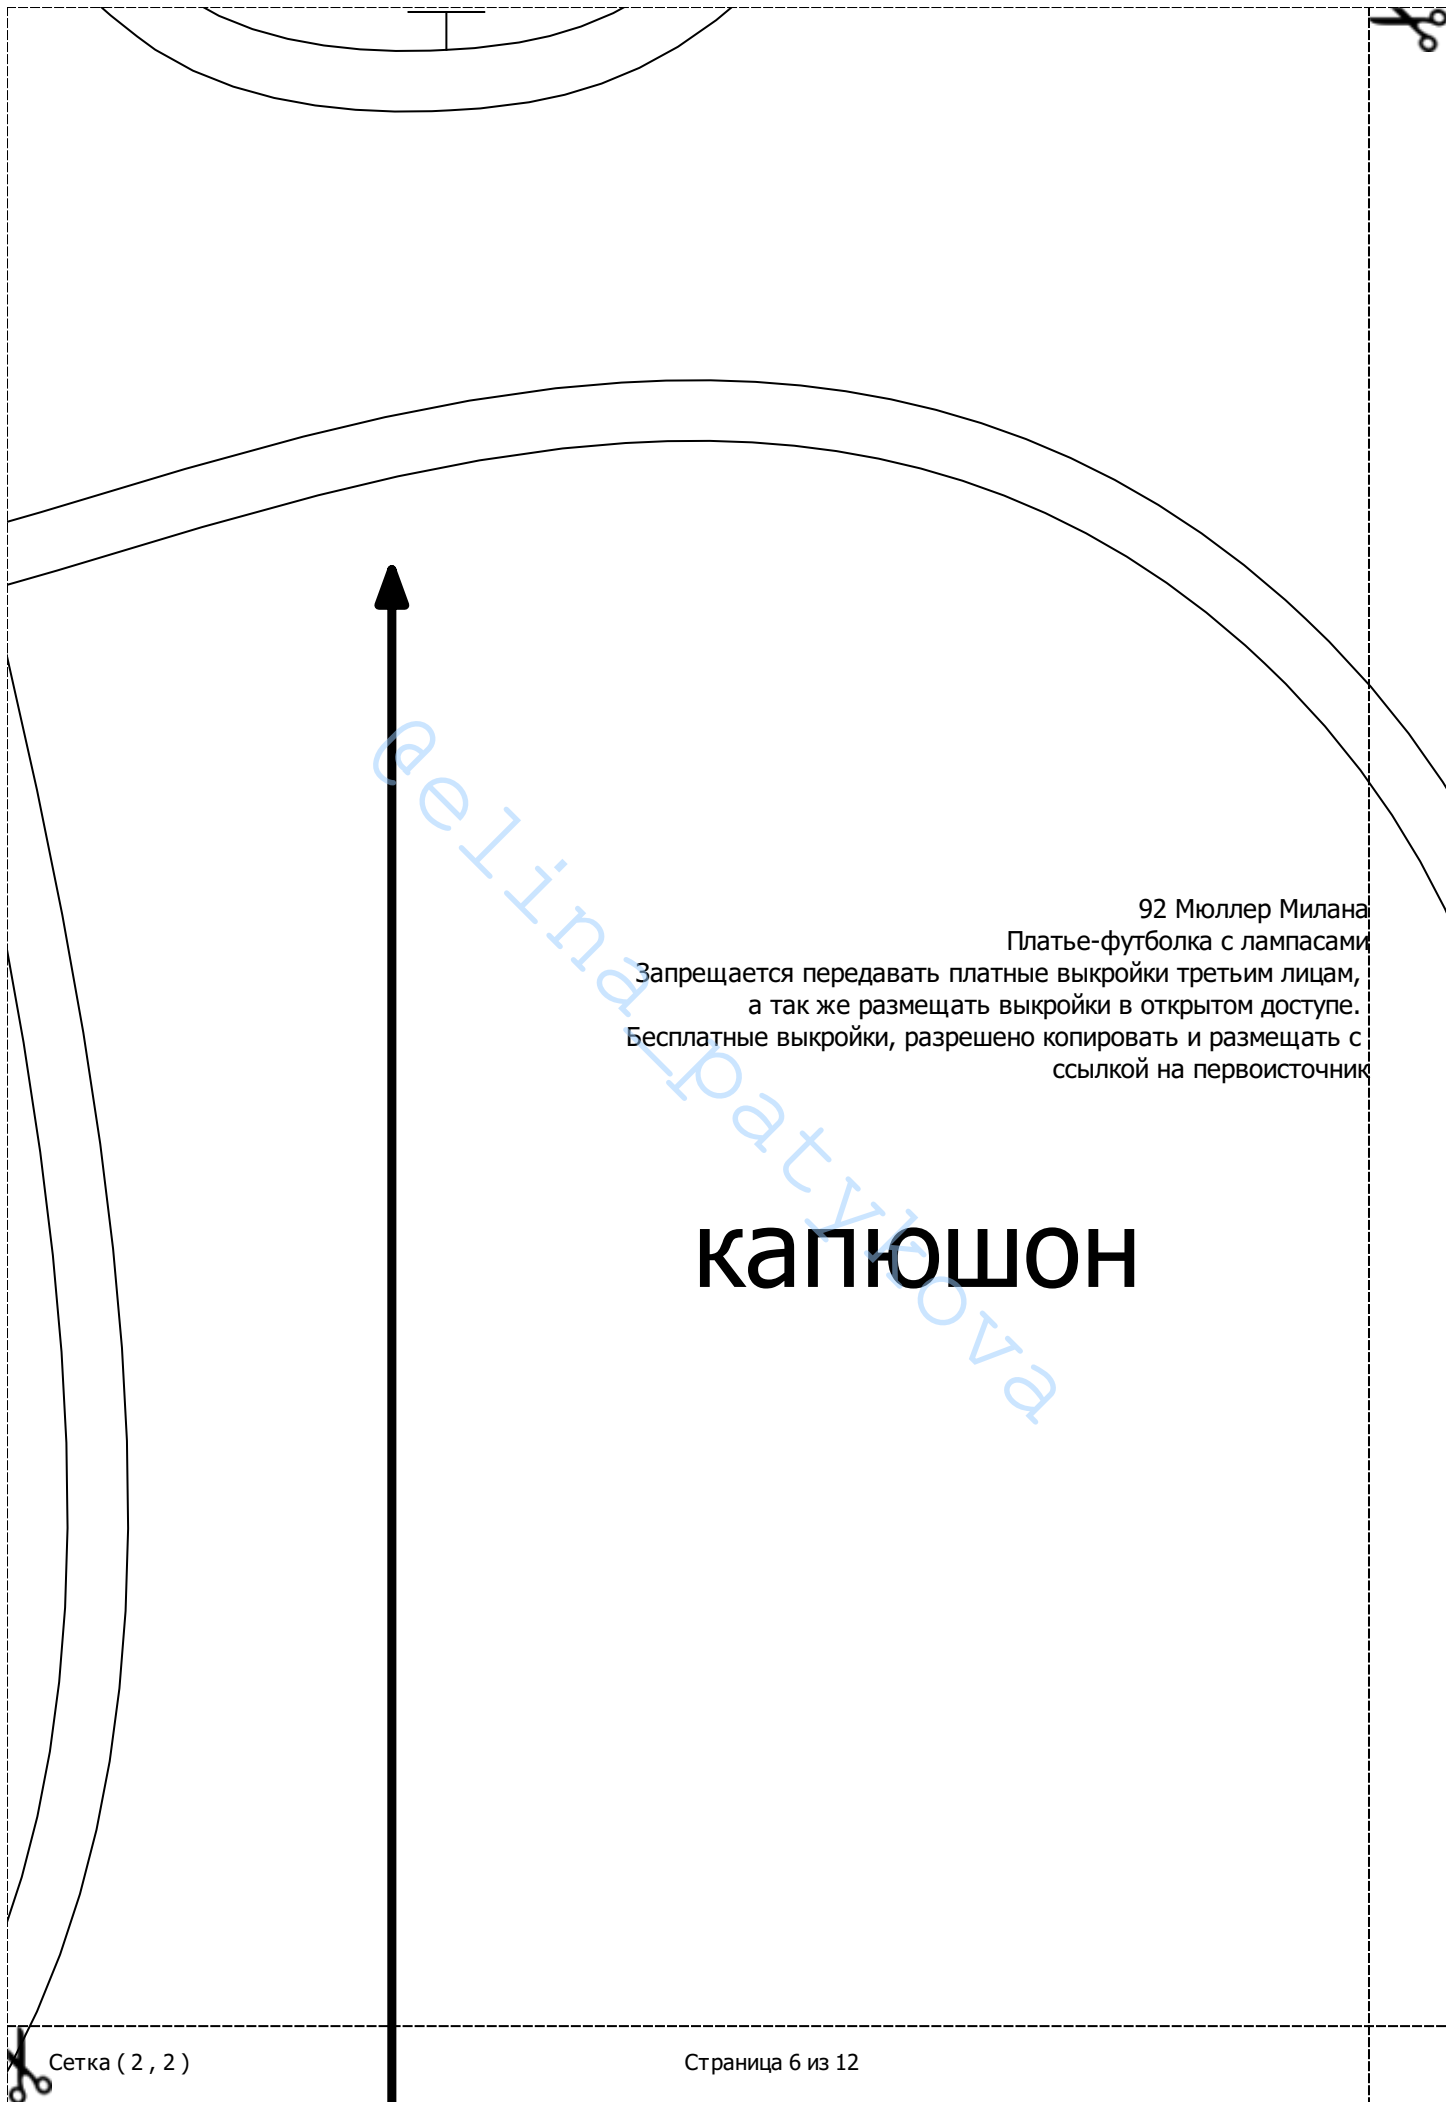 92 Мюллер Милана
Платье-футболка с лампасами
Запрещается передавать платные выкройки третьим лицам,
а так же размещать выкройки в открытом доступе.
Бесплатные выкройки, разрешено копировать и размещать с
ссылкой на первоисточник
@elina_patykova
капюшон
Сетка ( 2 , 2 )
Страница 6 из 12